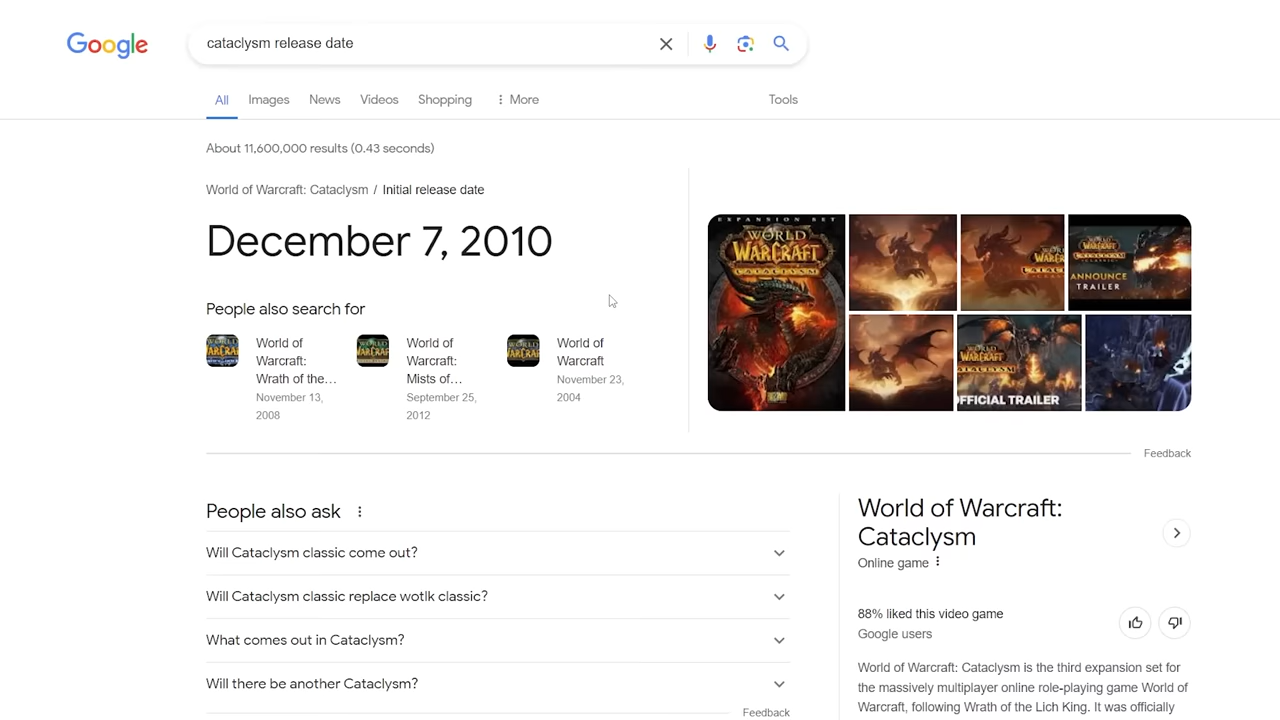 Google
cataclysm release date
All Images News Videos Shopping More Tools
About 11,600,000 results (0.43 seconds)
World of Warcraft: Cataclysm / Initial release date
December 7, 2010
People also search for
World of
Warcraft:
Wrath of the...
November 13,
2008
World of
Warcraft:
Mists of...
September 25,
2012
World of
Warcraft
November 23,
2004
EXPANSION SET
WORLD
WARCRAFT
CATACLYSM
ANNOUNCE
TRAILER
OFFICIAL TRAILER
Feedback
People also ask
Will Cataclysm classic come out?
Will Cataclysm classic replace wotlk classic?
What comes out in Cataclysm?
Will there be another Cataclysm?
Feedback
World of Warcraft:
Cataclysm
Online game
88% liked this video game
Google users
World of Warcraft: Cataclysm is the third expansion set for
the massively multiplayer online role-playing game World of
Warcraft, following Wrath of the Lich King. It was officially